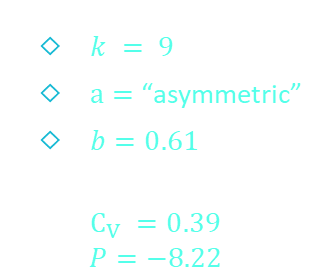 ◇ k = 9
◇ a = “asymmetric”
◇ b = 0.61
C_V = 0.39
P = −8.22